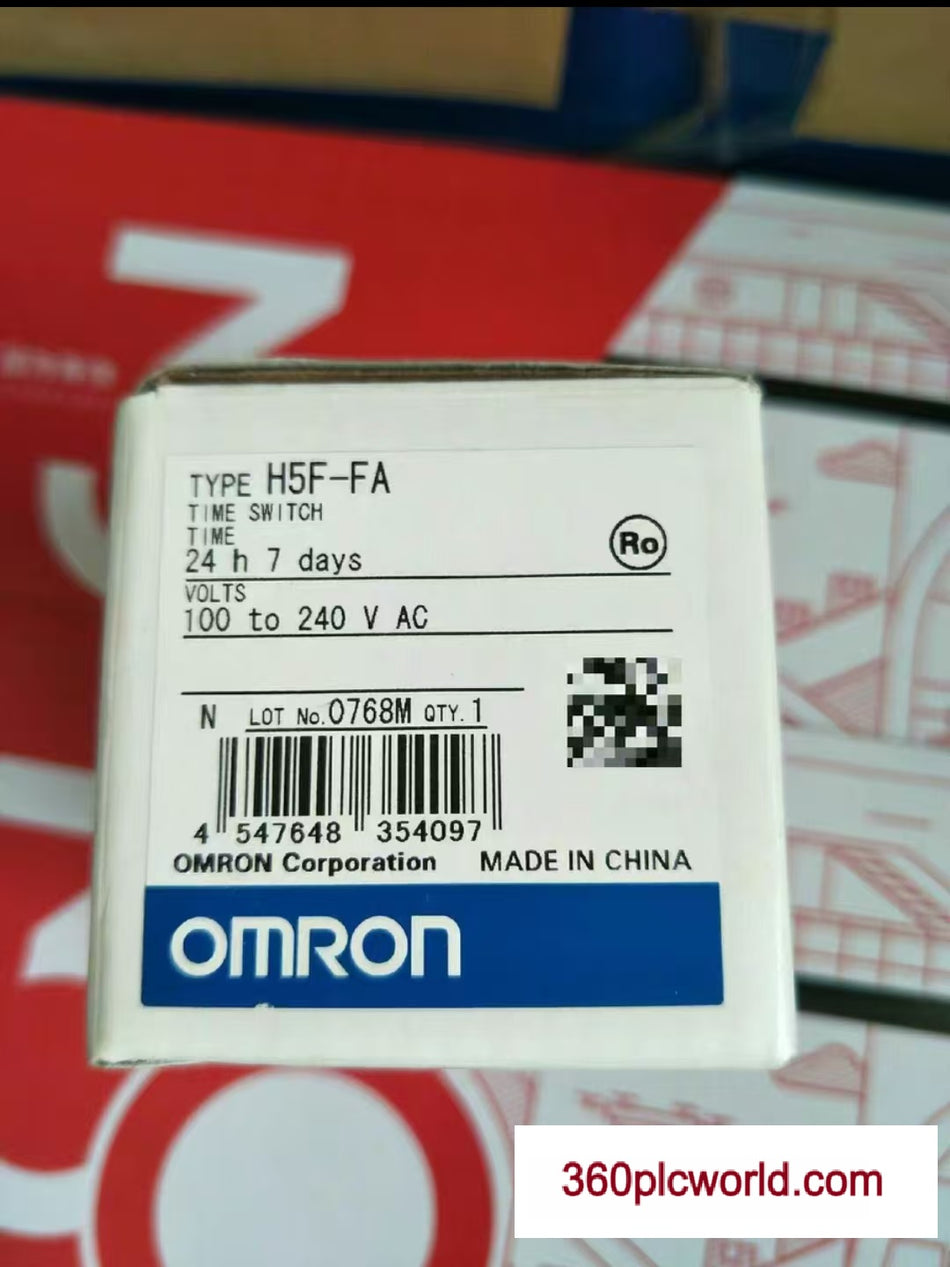 TYPE H5F-FA
TIME SWITCH
TIME
24 h 7 days
Ro
VOLTS
100 to 240 V AC
N LOT No.0768M QTY.1
4 547648 354097
OMRON Corporation MADE IN CHINA
OMRON
360plcworld.com